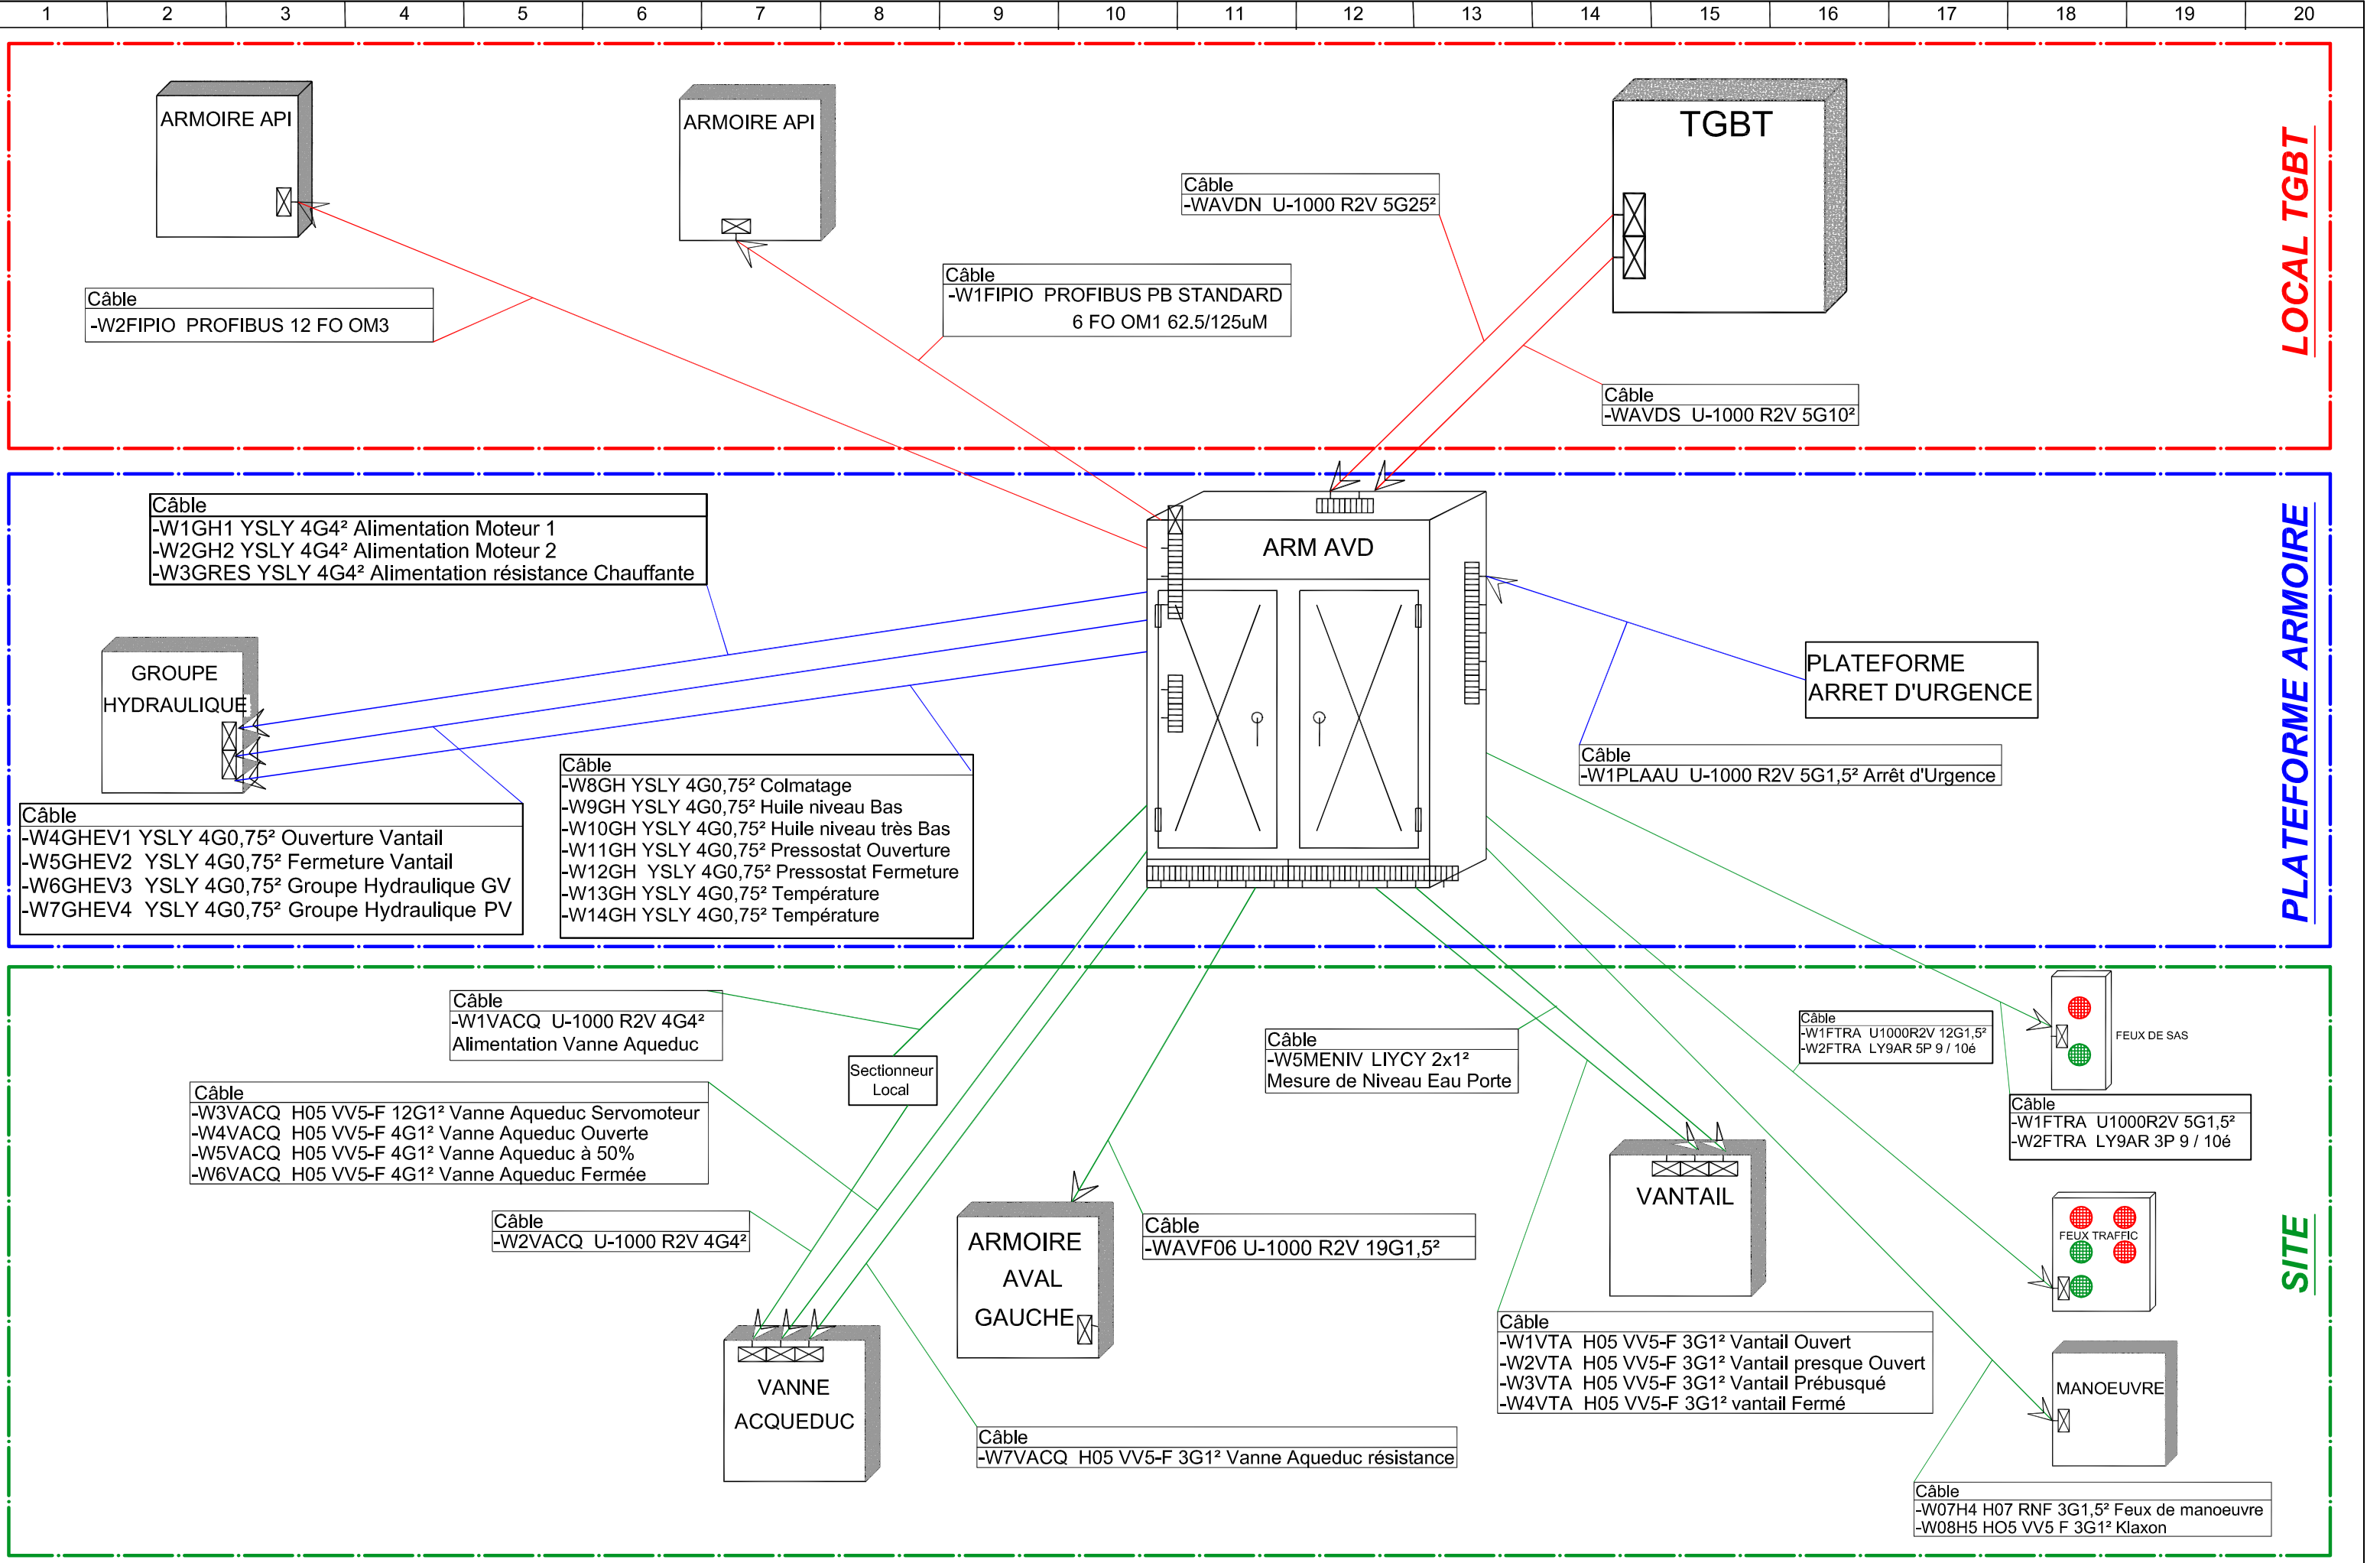 1 2 3 4 5 6 7 8 9 10 11 12 13 14 15 16 17 18 19 20
LOCAL TGBT
ARMOIRE API
ARMOIRE API
TGBT
Câble
-WAVDN U-1000 R2V 5G25²
Câble
-W1FIPIO PROFIBUS PB STANDARD
6 FO OM1 62.5/125uM
Câble
-W2FIPIO PROFIBUS 12 FO OM3
Câble
-WAVDS U-1000 R2V 5G10²
PLATEFORME ARMOIRE
Câble
-W1GH1 YSLY 4G4² Alimentation Moteur 1
-W2GH2 YSLY 4G4² Alimentation Moteur 2
-W3GRES YSLY 4G4² Alimentation résistance Chauffante
ARM AVD
GROUPE
HYDRAULIQUE
PLATEFORME
ARRET D'URGENCE
Câble
-W1PLAAU U-1000 R2V 5G1,5² Arrêt d'Urgence
Câble
-W8GH YSLY 4G0,75² Colmatage
-W9GH YSLY 4G0,75² Huile niveau Bas
-W10GH YSLY 4G0,75² Huile niveau très Bas
-W11GH YSLY 4G0,75² Pressostat Ouverture
-W12GH YSLY 4G0,75² Pressostat Fermeture
-W13GH YSLY 4G0,75² Température
-W14GH YSLY 4G0,75² Température
Câble
-W4GHEV1 YSLY 4G0,75² Ouverture Vantail
-W5GHEV2 YSLY 4G0,75² Fermeture Vantail
-W6GHEV3 YSLY 4G0,75² Groupe Hydraulique GV
-W7GHEV4 YSLY 4G0,75² Groupe Hydraulique PV
SITE
Câble
-W1VACQ U-1000 R2V 4G4²
Alimentation Vanne Aqueduc
Sectionneur
Local
Câble
-W5MENIV LIYCY 2x1²
Mesure de Niveau Eau Porte
Câble
-W1FTRA U1000R2V 12G1,5²
-W2FTRA LY9AR 5P 9 / 10é
FEUX DE SAS
Câble
-W1FTRA U1000R2V 5G1,5²
-W2FTRA LY9AR 3P 9 / 10é
Câble
-W3VACQ H05 VV5-F 12G1² Vanne Aqueduc Servomoteur
-W4VACQ H05 VV5-F 4G1² Vanne Aqueduc Ouverte
-W5VACQ H05 VV5-F 4G1² Vanne Aqueduc à 50%
-W6VACQ H05 VV5-F 4G1² Vanne Aqueduc Fermée
Câble
-W2VACQ U-1000 R2V 4G4²
ARMOIRE
AVAL
GAUCHE
Câble
-WAVF06 U-1000 R2V 19G1,5²
VANTAIL
FEUX TRAFFIC
Câble
-W1VTA H05 VV5-F 3G1² Vantail Ouvert
-W2VTA H05 VV5-F 3G1² Vantail presque Ouvert
-W3VTA H05 VV5-F 3G1² Vantail Prébusqué
-W4VTA H05 VV5-F 3G1² vantail Fermé
VANNE
ACQUEDUC
Câble
-W7VACQ H05 VV5-F 3G1² Vanne Aqueduc résistance
MANOEUVRE
Câble
-W07H4 H07 RNF 3G1,5² Feux de manoeuvre
-W08H5 HO5 VV5 F 3G1² Klaxon